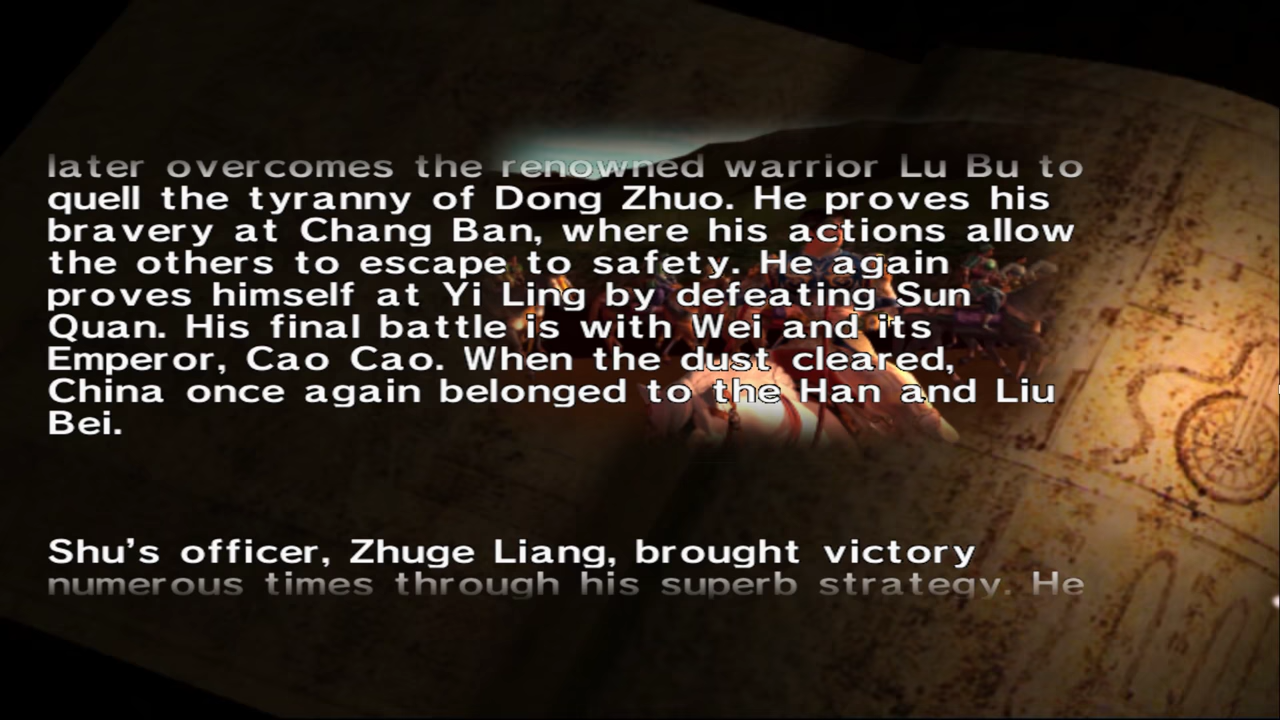 later overcomes the renowned warrior Lu Bu to
quell the tyranny of Dong Zhuo. He proves his
bravery at Chang Ban, where his actions allow
the others to escape to safety. He again
proves himself at Yi Ling by defeating Sun
Quan. His final battle is with Wei and its
Emperor, Cao Cao. When the dust cleared,
China once again belonged to the Han and Liu
Bei.
Shu's officer, Zhuge Liang, brought victory
numerous times through his superb strategy. He